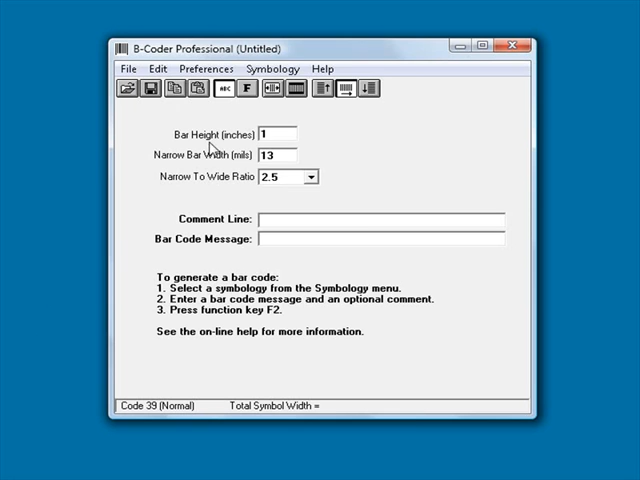 B-Coder Professional (Untitled)
File Edit Preferences Symbology Help
ABC F
Bar Height (inches) 1
Narrow Bar Width (mils) 13
Narrow To Wide Ratio 2.5
Comment Line:
Bar Code Message:
To generate a bar code:
1. Select a symbology from the Symbology menu.
2. Enter a bar code message and an optional comment.
3. Press function key F2.
See the on-line help for more information.
Code 39 (Normal) Total Symbol Width =